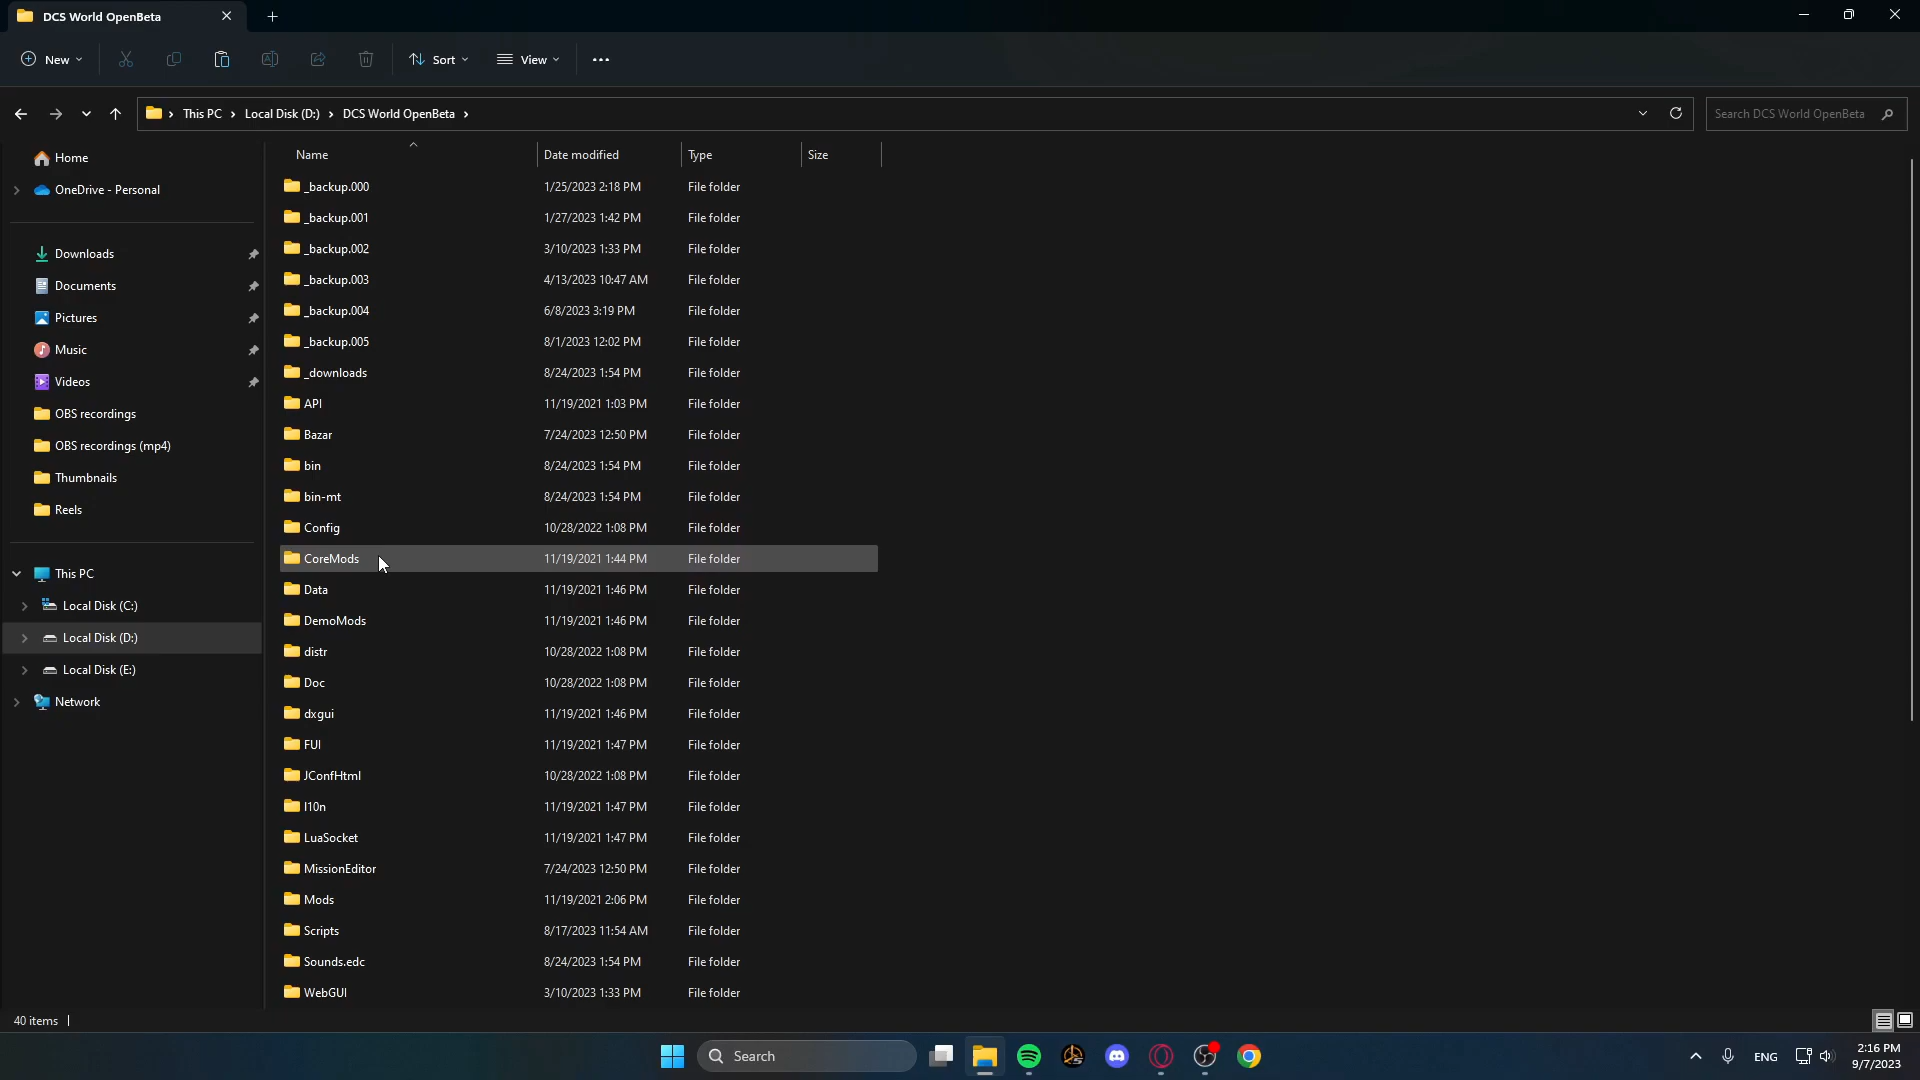 DCS World OpenBeta
New
Sort
View
This PC
Local Disk (D:)
DCS World OpenBeta
Search DCS World OpenBeta
Home
OneDrive - Personal
Downloads
Documents
Pictures
Music
Videos
OBS recordings
OBS recordings (mp4)
Thumbnails
Reels
This PC
Local Disk (C:)
Local Disk (D:)
Local Disk (E:)
Network
Name Date modified Type Size
_backup.000 1/25/2023 2:18 PM File folder
_backup.001 1/27/2023 1:42 PM File folder
_backup.002 3/10/2023 1:33 PM File folder
_backup.003 4/13/2023 10:47 AM File folder
_backup.004 6/8/2023 3:19 PM File folder
_backup.005 8/1/2023 12:02 PM File folder
_downloads 8/24/2023 1:54 PM File folder
API 11/19/2021 1:03 PM File folder
Bazar 7/24/2023 12:50 PM File folder
bin 8/24/2023 1:54 PM File folder
bin-mt 8/24/2023 1:54 PM File folder
Config 10/28/2022 1:08 PM File folder
CoreMods 11/19/2021 1:44 PM File folder
Data 11/19/2021 1:46 PM File folder
DemoMods 11/19/2021 1:46 PM File folder
distr 10/28/2022 1:08 PM File folder
Doc 10/28/2022 1:08 PM File folder
dxgui 11/19/2021 1:46 PM File folder
FUI 11/19/2021 1:47 PM File folder
JConfHtml 10/28/2022 1:08 PM File folder
l10n 11/19/2021 1:47 PM File folder
LuaSocket 11/19/2021 1:47 PM File folder
MissionEditor 7/24/2023 12:50 PM File folder
Mods 11/19/2021 2:06 PM File folder
Scripts 8/17/2023 11:54 AM File folder
Sounds.edc 8/24/2023 1:54 PM File folder
WebGUI 3/10/2023 1:33 PM File folder
40 items
Search
ENG
2:16 PM
9/7/2023